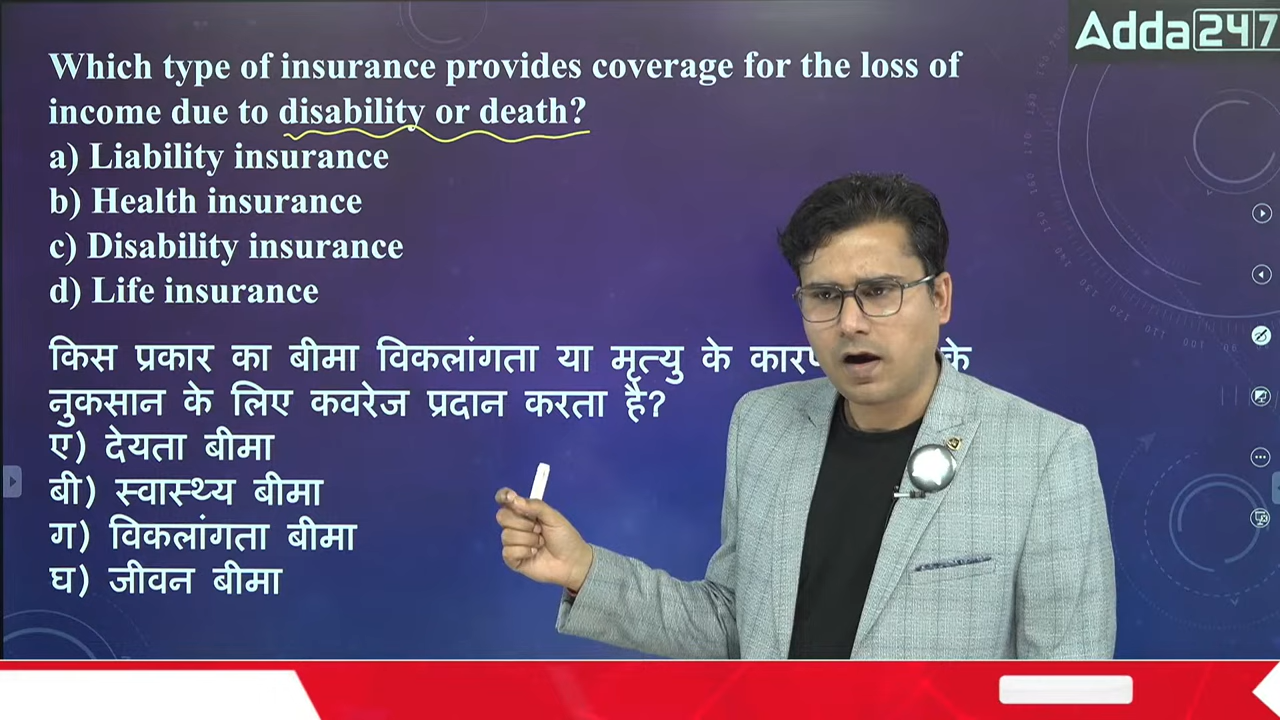 Adda247
Which type of insurance provides coverage for the loss of
income due to disability or death?
a) Liability insurance
b) Health insurance
c) Disability insurance
d) Life insurance
किस प्रकार का बीमा विकलांगता या मृत्यु के के
नुकसान के लिए कवरेज प्रदान करता है?
ए) देयता बीमा
बी) स्वास्थ्य बीमा
ग) विकलांगता बीमा
घ) जीवन बीमा